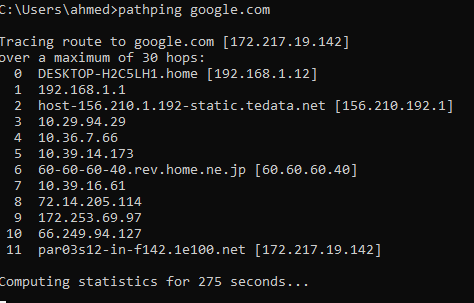 C:\Users\ahmed>pathping google.com
Tracing route to google.com [172.217.19.142]
over a maximum of 30 hops:
0 DESKTOP-H2C5LH1.home [192.168.1.12]
1 192.168.1.1
2 host-156.210.1.192-static.tedata.net [156.210.192.1]
3 10.29.94.29
4 10.36.7.66
5 10.39.14.173
6 60-60-60-40.rev.home.ne.jp [60.60.60.40]
7 10.39.16.61
8 72.14.205.114
9 172.253.69.97
10 66.249.94.127
11 par03s12-in-f142.1e100.net [172.217.19.142]
Computing statistics for 275 seconds...